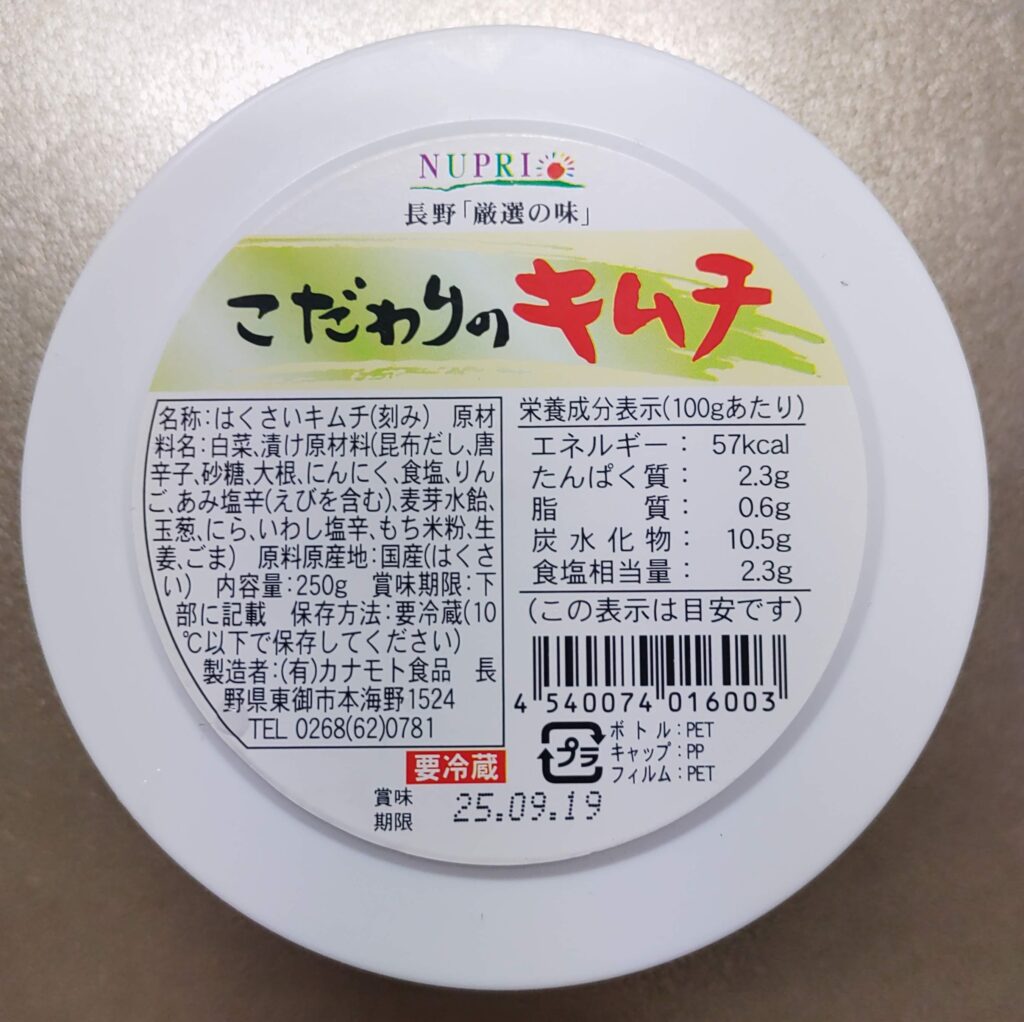 NUPRI
長野「厳選の味」
こだわりのキムチ
名称：はくさいキムチ(刻み)　原材
料名：白菜、漬け原材料(昆布だし、唐
辛子、砂糖、大根、にんにく、食塩、りん
ご、あみ塩辛(えびを含む)、麦芽水飴、
玉葱、にら、いわし塩辛、もち米粉、生
姜、ごま)　原料原産地：国産(はくさ
い)　内容量：250g　賞味期限：下
部に記載　保存方法：要冷蔵(10
℃以下で保存してください)
製造者：(有)カナモト食品　長
野県東御市本海野1524
TEL 0268(62)0781
栄養成分表示(100gあたり)
エネルギー： 57kcal
たんぱく質： 2.3g
脂　　　質： 0.6g
炭水化物： 10.5g
食塩相当量： 2.3g
(この表示は目安です)
4 540074 016003
プラ
ボトル：PET
キャップ：PP
フィルム：PET
要冷蔵
賞味
期限
25.09.19